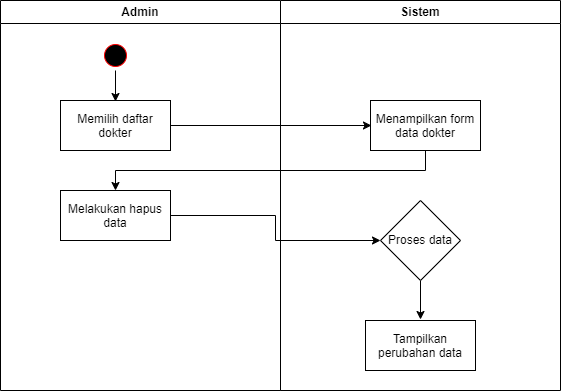 Admin
Sistem
Memilih daftar
dokter
Menampilkan form
data dokter
Melakukan hapus
data
Proses data
Tampilkan
perubahan data